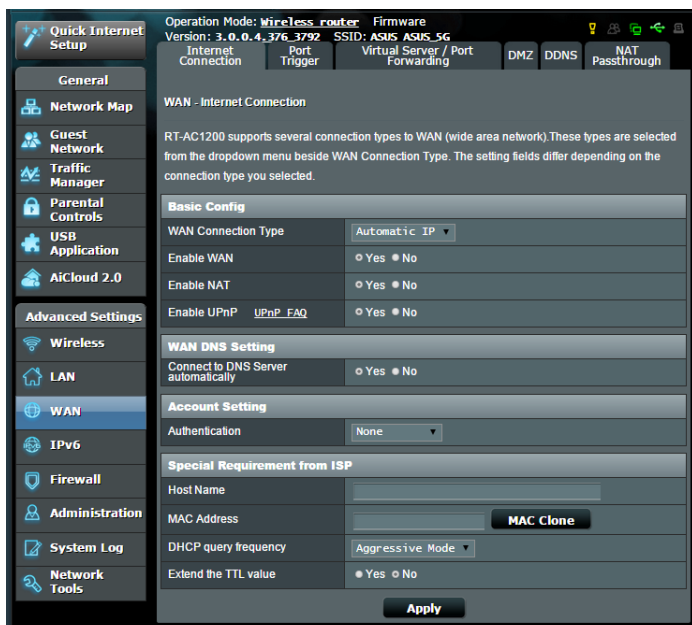 Quick Internet
Setup
General
Network Map
Guest
Network
Traffic
Manager
Parental
Controls
USB
Application
AiCloud 2.0
Advanced Settings
Wireless
LAN
WAN
IPv6
Firewall
Administration
System Log
Network
Tools
Operation Mode: Wireless router Firmware
Version: 3.0.0.4.376_3792 SSID: ASUS ASUS_5G
Internet
Connection
Port
Trigger
Virtual Server / Port
Forwarding
DMZ
DDNS
NAT
Passthrough
WAN - Internet Connection
RT-AC1200 supports several connection types to WAN (wide area network).These types are selected
from the dropdown menu beside WAN Connection Type. The setting fields differ depending on the
connection type you selected.
Basic Config
WAN Connection Type Automatic IP
Enable WAN Yes No
Enable NAT Yes No
Enable UPnP UPnP FAQ Yes No
WAN DNS Setting
Connect to DNS Server
automatically Yes No
Account Setting
Authentication None
Special Requirement from ISP
Host Name
MAC Address MAC Clone
DHCP query frequency Aggressive Mode
Extend the TTL value Yes No
Apply